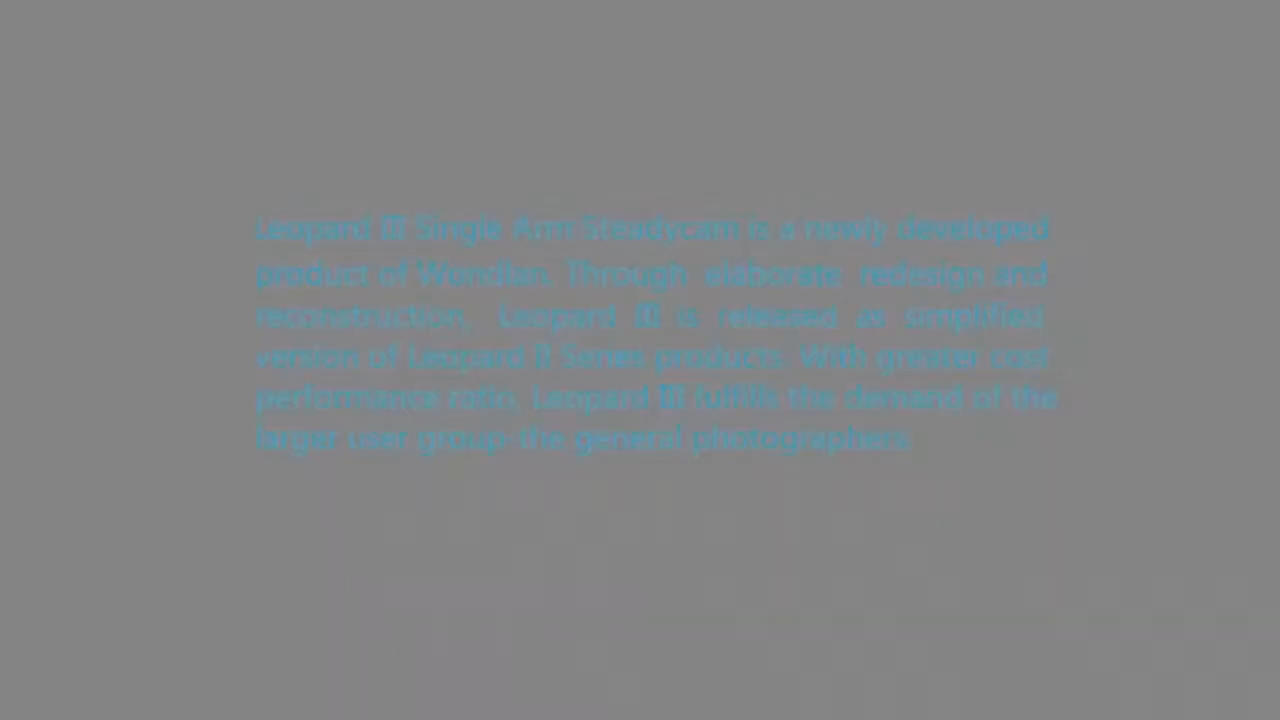 Leopard Ⅲ Single Arm Steadycam is a newly developed
product of Wondlan. Through elaborate redesign and
reconstruction, Leopard Ⅲ is released as simplified
version of Leopard Ⅱ Series products. With greater cost
performance ratio, Leopard Ⅲ fulfills the demand of the
larger user group-the general photographers.